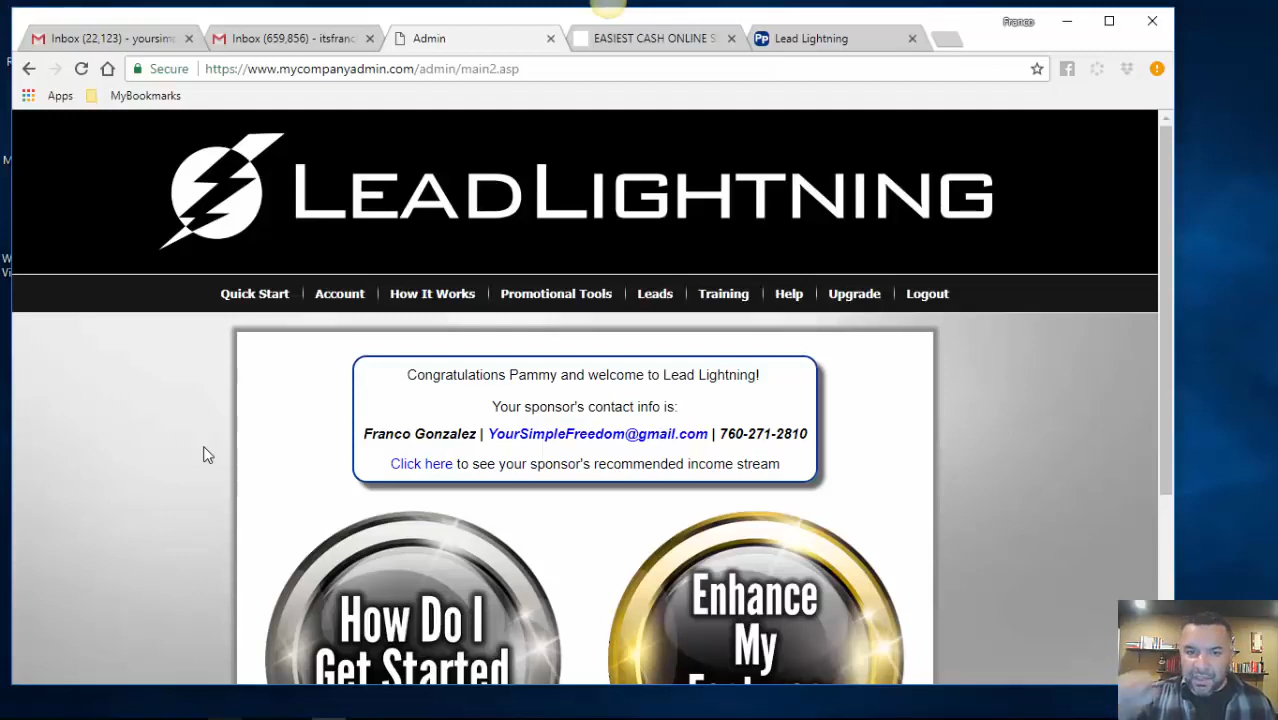 Franco
Inbox (22,123) - yoursimp
Inbox (659,856) - itsfranc
Admin
EASIEST CASH ONLINE S
Pp Lead Lightning
Secure https://www.mycompanyadmin.com/admin/main2.asp
Apps MyBookmarks
LEADLIGHTNING
Quick Start Account How It Works Promotional Tools Leads Training Help Upgrade Logout
Congratulations Pammy and welcome to Lead Lightning!
Your sponsor's contact info is:
Franco Gonzalez | YourSimpleFreedom@gmail.com | 760-271-2810
Click here to see your sponsor's recommended income stream
How Do I
Get Started
Enhance
My